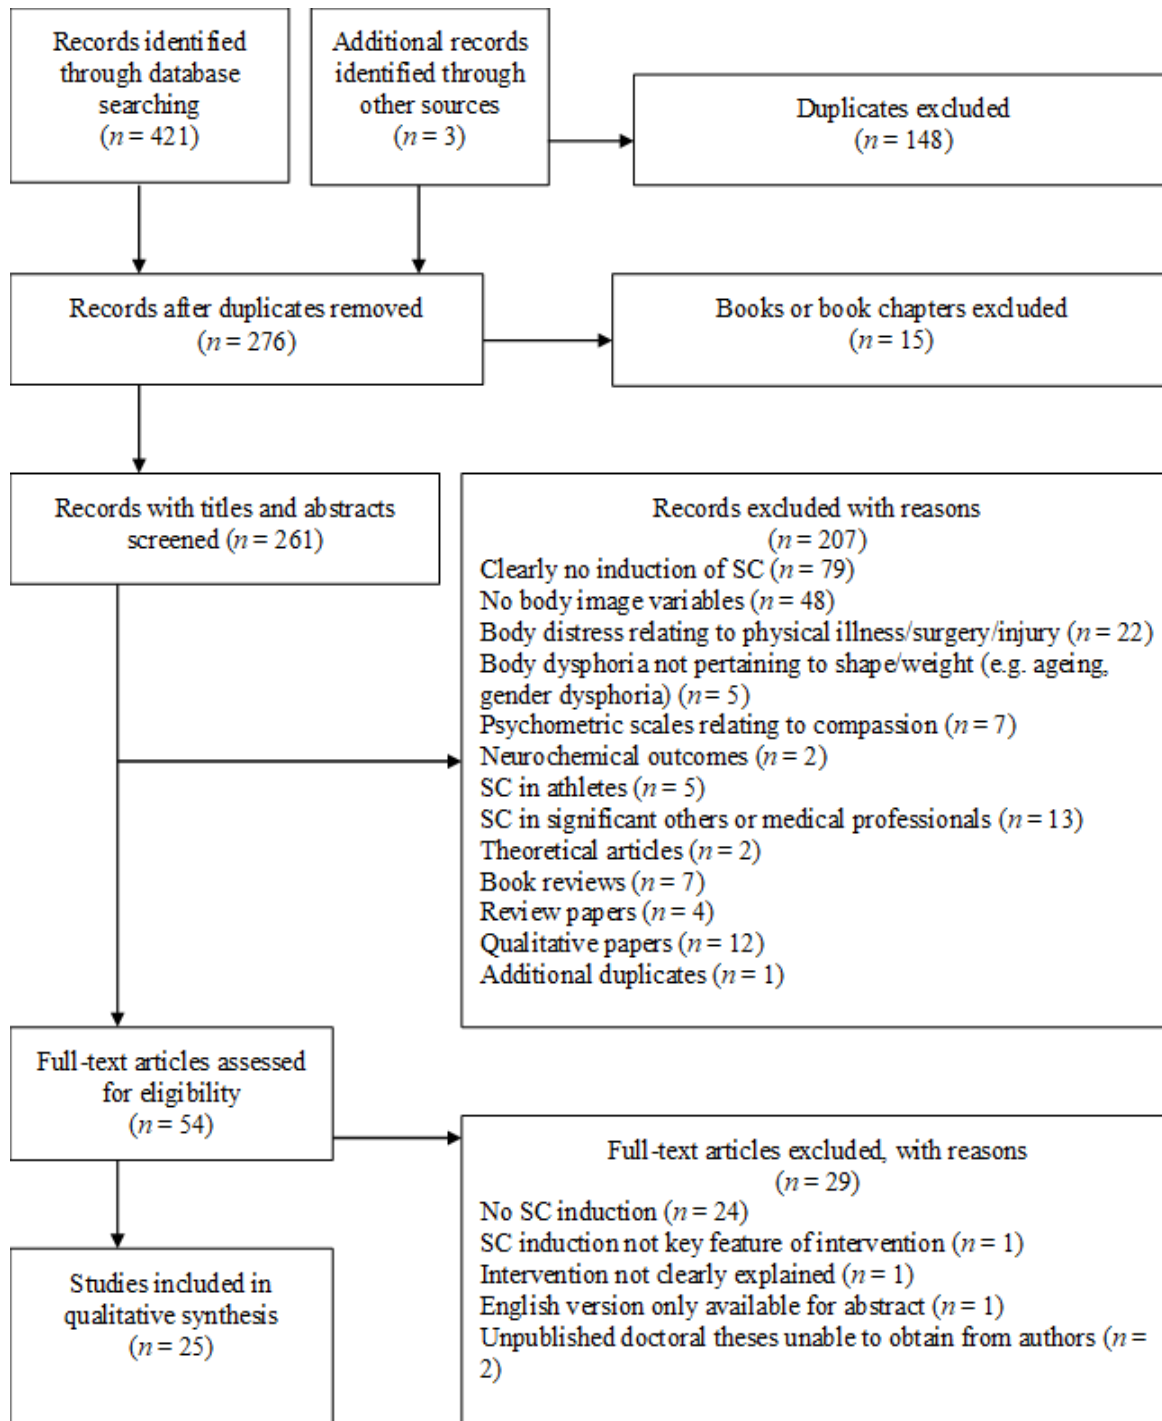 Records identified
through database
searching
(n = 421)
Additional records
identified through
other sources
(n = 3)
Duplicates excluded
(n = 148)
Records after duplicates removed
(n = 276)
Books or book chapters excluded
(n = 15)
Records with titles and abstracts
screened (n = 261)
Records excluded with reasons
(n = 207)
Clearly no induction of SC (n = 79)
No body image variables (n = 48)
Body distress relating to physical illness/surgery/injury (n = 22)
Body dysphoria not pertaining to shape/weight (e.g. ageing,
gender dysphoria) (n = 5)
Psychometric scales relating to compassion (n = 7)
Neurochemical outcomes (n = 2)
SC in athletes (n = 5)
SC in significant others or medical professionals (n = 13)
Theoretical articles (n = 2)
Book reviews (n = 7)
Review papers (n = 4)
Qualitative papers (n = 12)
Additional duplicates (n = 1)
Full-text articles assessed
for eligibility
(n = 54)
Full-text articles excluded, with reasons
(n = 29)
No SC induction (n = 24)
SC induction not key feature of intervention (n = 1)
Intervention not clearly explained (n = 1)
English version only available for abstract (n = 1)
Unpublished doctoral theses unable to obtain from authors (n =
2)
Studies included in
qualitative synthesis
(n = 25)